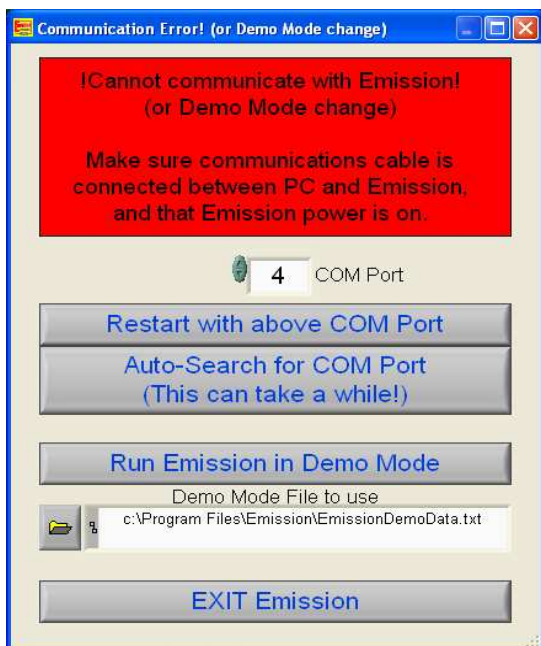 Communication Error! (or Demo Mode change)
!Cannot communicate with Emission!
(or Demo Mode change)
Make sure communications cable is
connected between PC and Emission,
and that Emission power is on.
4 COM Port
Restart with above COM Port
Auto-Search for COM Port
(This can take a while!)
Run Emission in Demo Mode
Demo Mode File to use
c:\Program Files\Emission\EmissionDemoData.txt
EXIT Emission